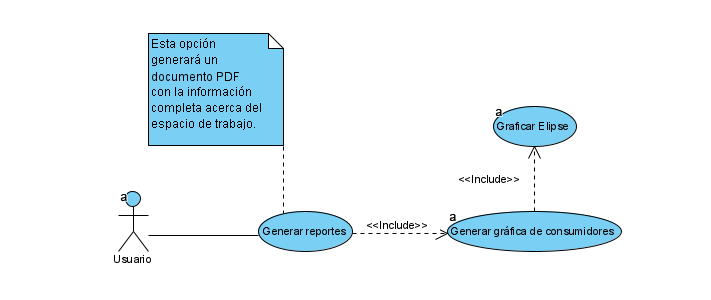 Esta opción
generará un
documento PDF
con la información
completa acerca del
espacio de trabajo.
a
Graficar Elipse
<<Include>>
a
Usuario
Generar reportes
<<Include>>
a
Generar gráfica de consumidores